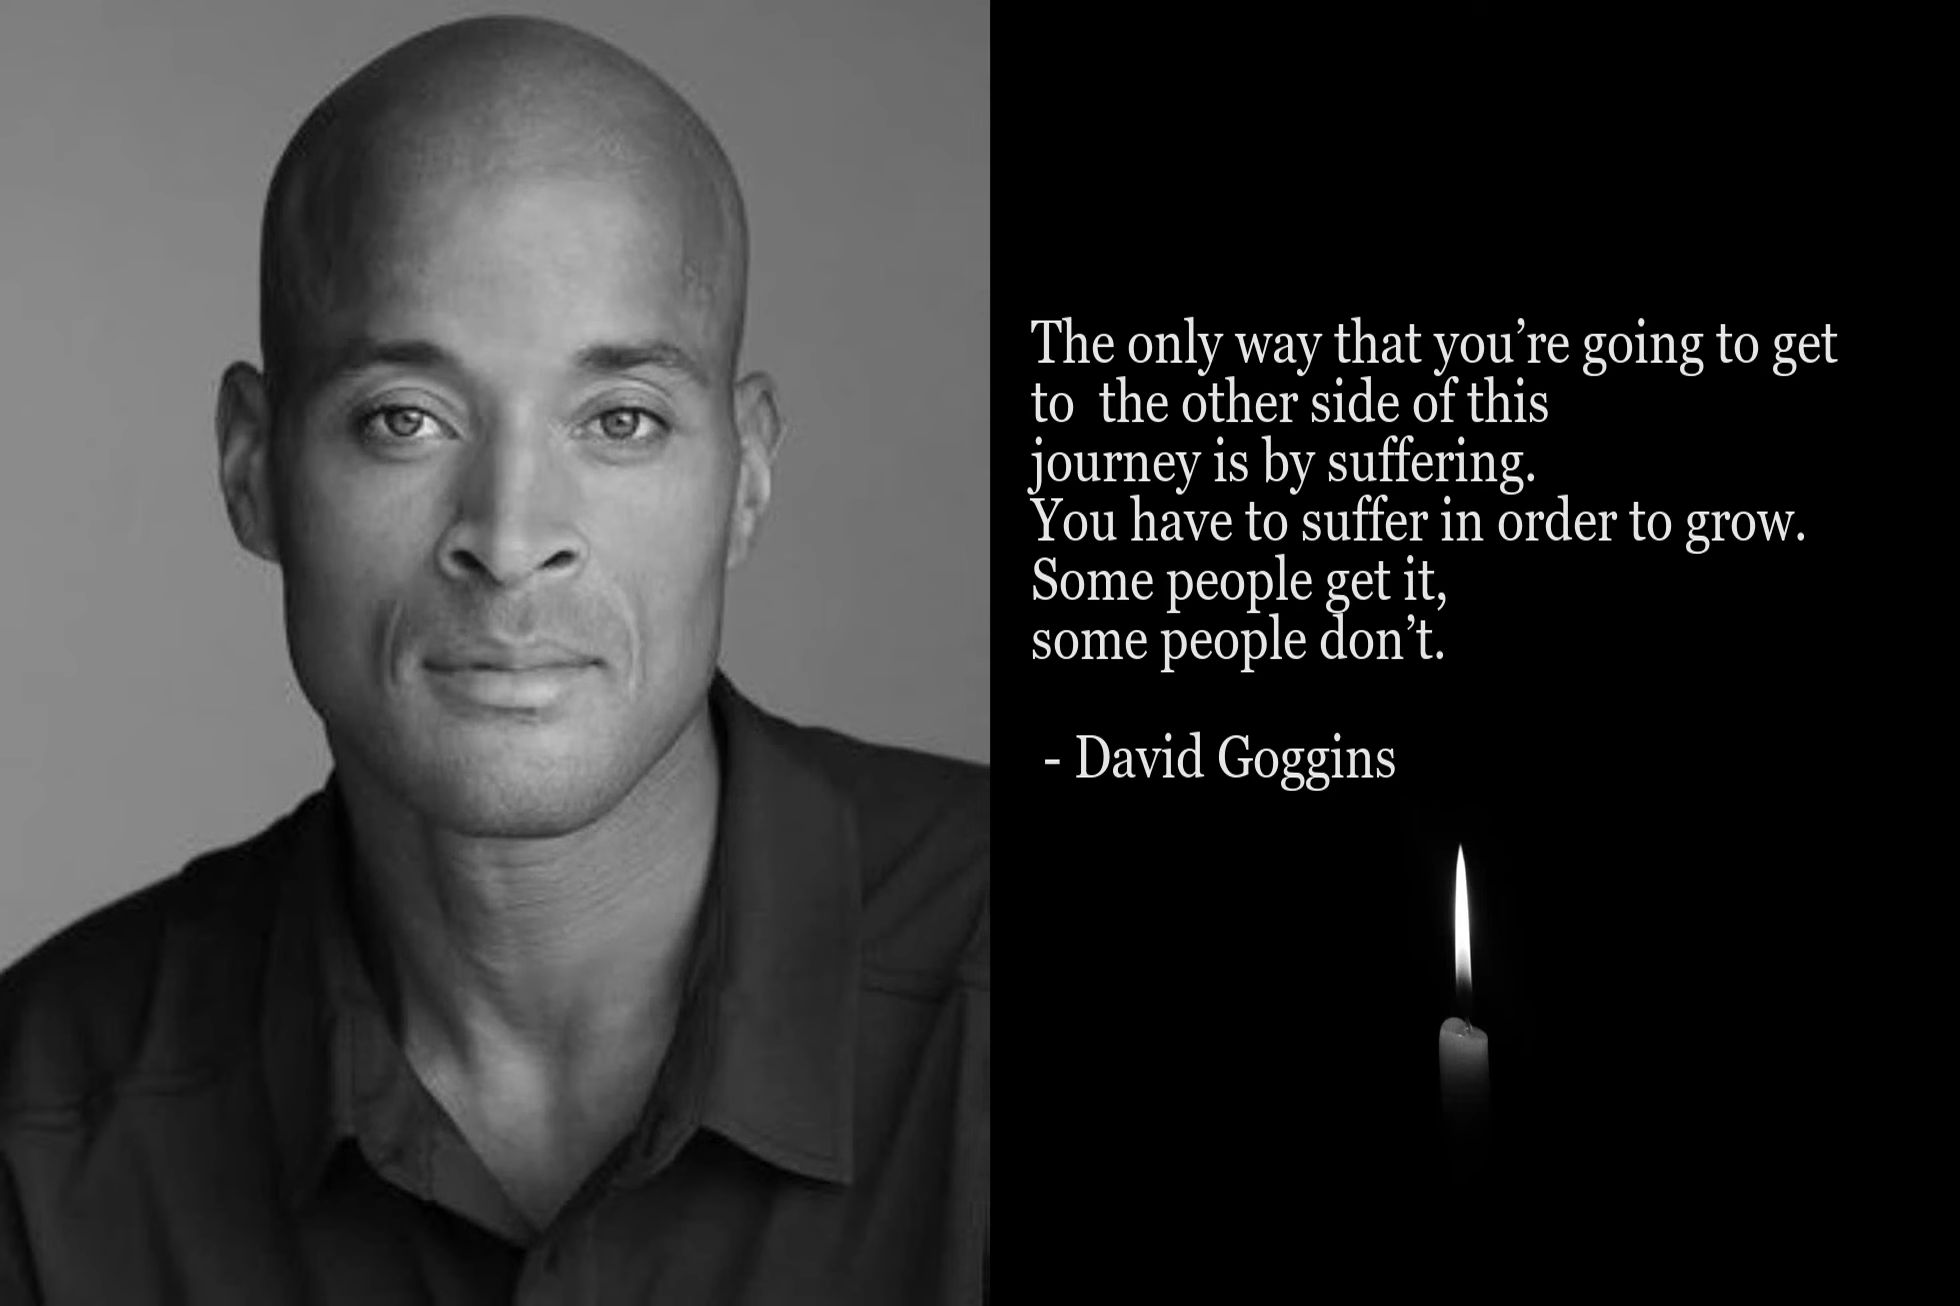 The only way that you’re going to get
to  the other side of this
journey is by suffering.
You have to suffer in order to grow.
Some people get it,
some people don’t.
- David Goggins